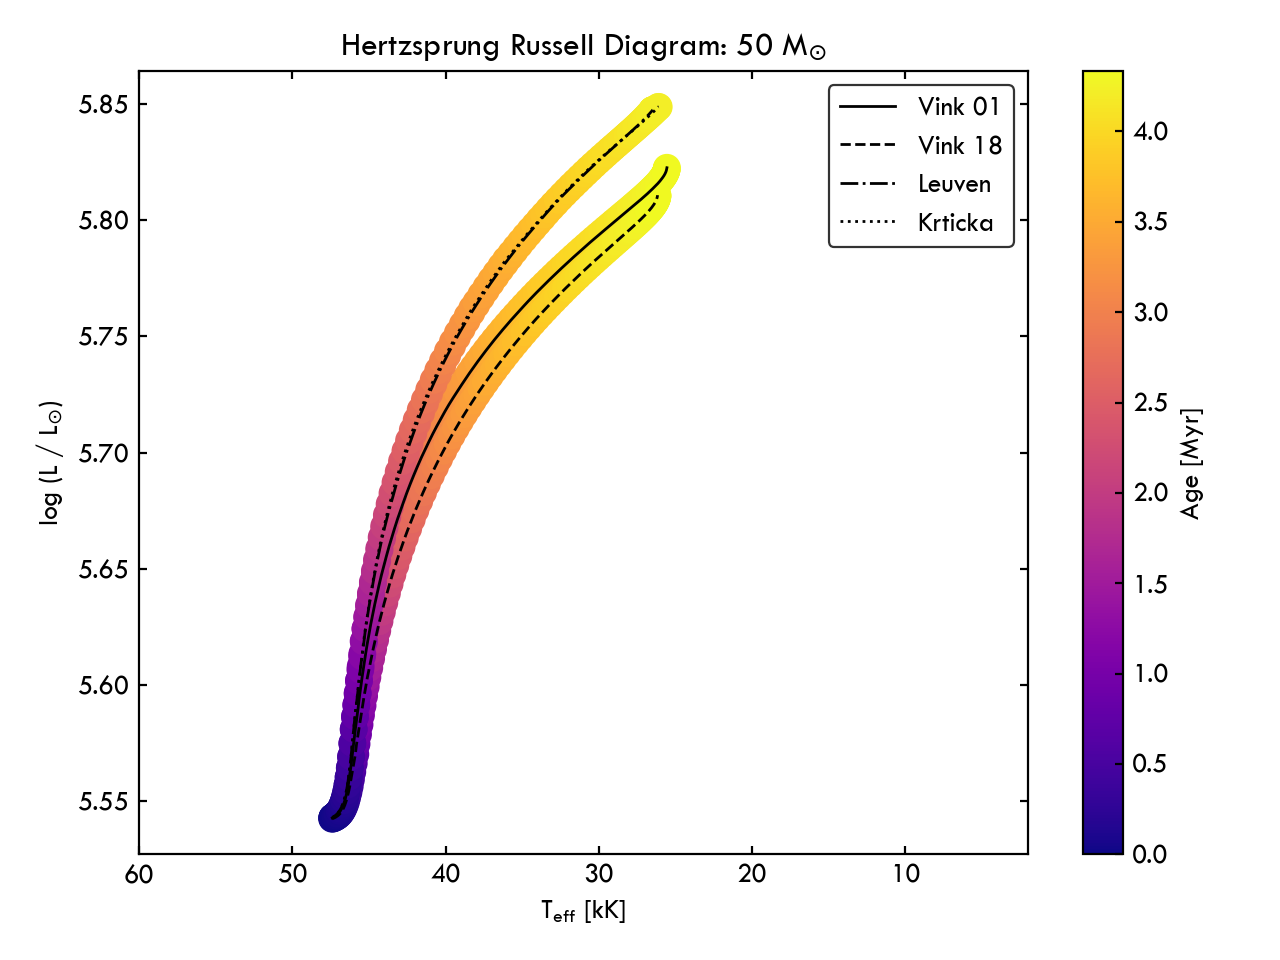 Hertzsprung Russell Diagram: 50 M☉
5.85
5.80
5.75
5.70
5.65
5.60
5.55
log (L / L☉)
60
50
40
30
20
10
T_eff [kK]
Vink 01
Vink 18
Leuven
Krticka
4.0
3.5
3.0
2.5
2.0
1.5
1.0
0.5
0.0
Age [Myr]